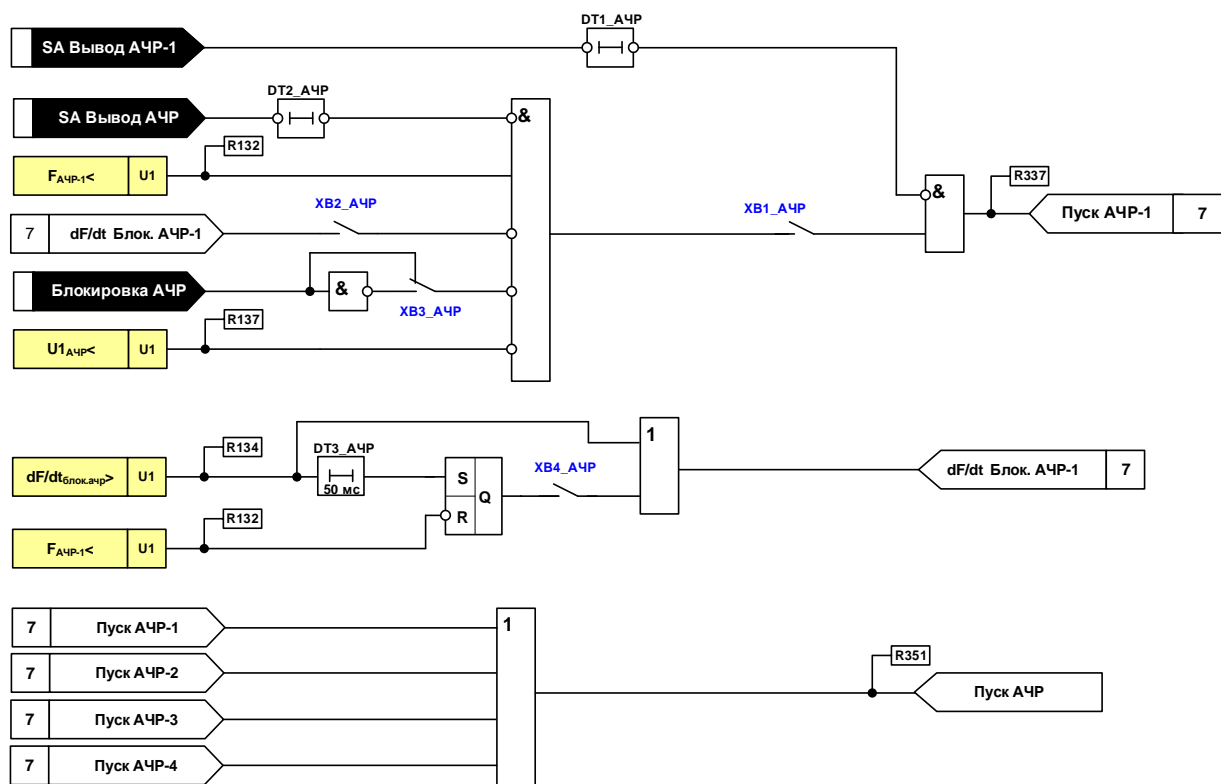 DT1_АЧР
SA Вывод АЧР-1
DT2_АЧР
SA Вывод АЧР
&
R132
FАЧР-1< U1
&
R337
Пуск АЧР-1 7
XB2_АЧР
XB1_АЧР
7 dF/dt Блок. АЧР-1
Блокировка АЧР
&
XB3_АЧР
R137
U1АЧР< U1
1
R134
DT3_АЧР
XB4_АЧР
dF/dtблок.ачр> U1
50 мс
S
Q
R
dF/dt Блок. АЧР-1 7
R132
FАЧР-1< U1
7 Пуск АЧР-1
1
7 Пуск АЧР-2
R351
Пуск АЧР
7 Пуск АЧР-3
7 Пуск АЧР-4